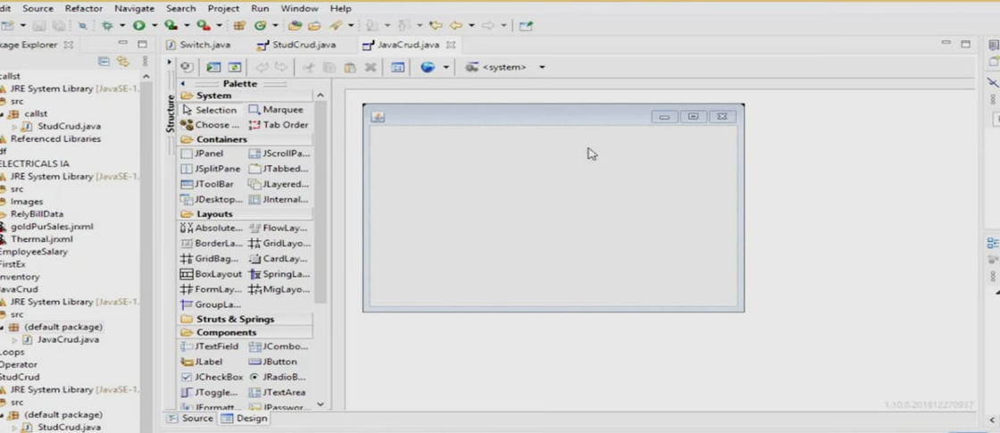 dit Source Refactor Navigate Search Project Run Window Help
kage Explorer
Switch.java StudCrud.java JavaCrud.java
<system>
callst
JRE System Library [JavaSE-1.
src
callst
StudCrud.java
Referenced Libraries
df
ELECTRICALS IA
JRE System Library [JavaSE-1.
src
Images
RelyBillData
goldPurSales.jrxml
Thermal.jrxml
EmployeeSalary
FirstEx
nventory
avaCrud
JRE System Library [JavaSE-1.
src
(default package)
JavaCrud.java
Loops
Operator
StudCrud
JRE System Library [JavaSE-1.
src
(default package)
StudCrud.java
Structure
Palette
System
Selection Marquee
Choose ... Tab Order
Containers
JPanel JScrollPa...
JSplitPane JTabbed...
JToolBar JLayered...
JDesktop... JInternal...
Layouts
Absolute... FlowLay...
BorderLa... GridLayo...
GridBag... CardLay...
BoxLayout SpringLa...
FormLay... MigLayo...
GroupLa...
Struts & Springs
Components
JTextField JCombo...
JLabel JButton
JCheckBox JRadioB...
JToggle... JTextArea
JFormatt... JPasswor...
Source Design
1.10.0.201812270937